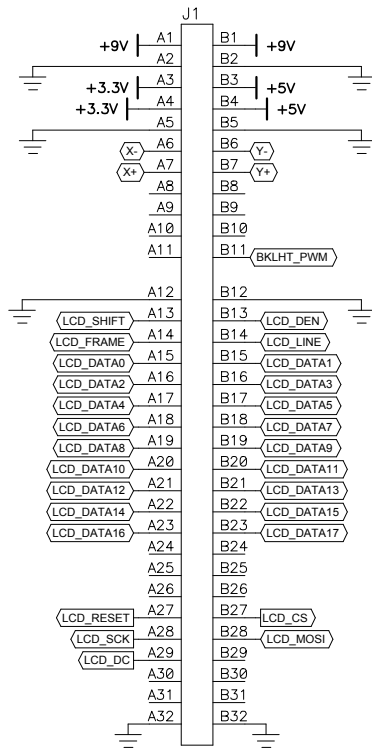 J1
+9V A1 B1 +9V
A2 B2
+3.3V A3 B3 +5V
+3.3V A4 B4 +5V
A5 B5
X- A6 B6 Y-
X+ A7 B7 Y+
A8 B8
A9 B9
A10 B10
A11 B11 BKLHT_PWM
A12 B12
LCD_SHIFT A13 B13 LCD_DEN
LCD_FRAME A14 B14 LCD_LINE
LCD_DATA0 A15 B15 LCD_DATA1
LCD_DATA2 A16 B16 LCD_DATA3
LCD_DATA4 A17 B17 LCD_DATA5
LCD_DATA6 A18 B18 LCD_DATA7
LCD_DATA8 A19 B19 LCD_DATA9
LCD_DATA10 A20 B20 LCD_DATA11
LCD_DATA12 A21 B21 LCD_DATA13
LCD_DATA14 A22 B22 LCD_DATA15
LCD_DATA16 A23 B23 LCD_DATA17
A24 B24
A25 B25
A26 B26
LCD_RESET A27 B27 LCD_CS
LCD_SCK A28 B28 LCD_MOSI
LCD_DC A29 B29
A30 B30
A31 B31
A32 B32